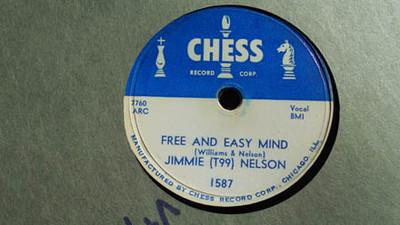 CHESS
RECORD CORP.
7760
ARC
Vocal
BMI
FREE AND EASY MIND
(Williams & Nelson)
JIMMIE (T99) NELSON
1587
MANUFACTURED BY CHESS RECORD CORP., CHICAGO, ILL.